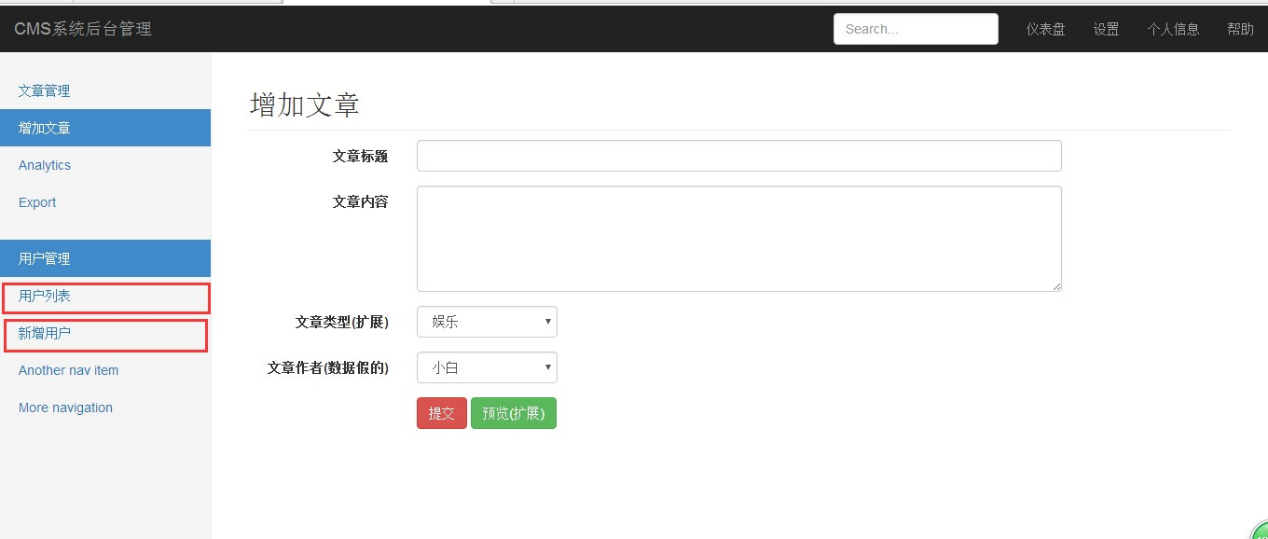 CMS系统后台管理
Search...
仪表盘
设置
个人信息
帮助
文章管理
增加文章
Analytics
Export
用户管理
用户列表
新增用户
Another nav item
More navigation
增加文章
文章标题
文章内容
文章类型(扩展)
娱乐
文章作者(数据假的)
小白
提交
预览(扩展)